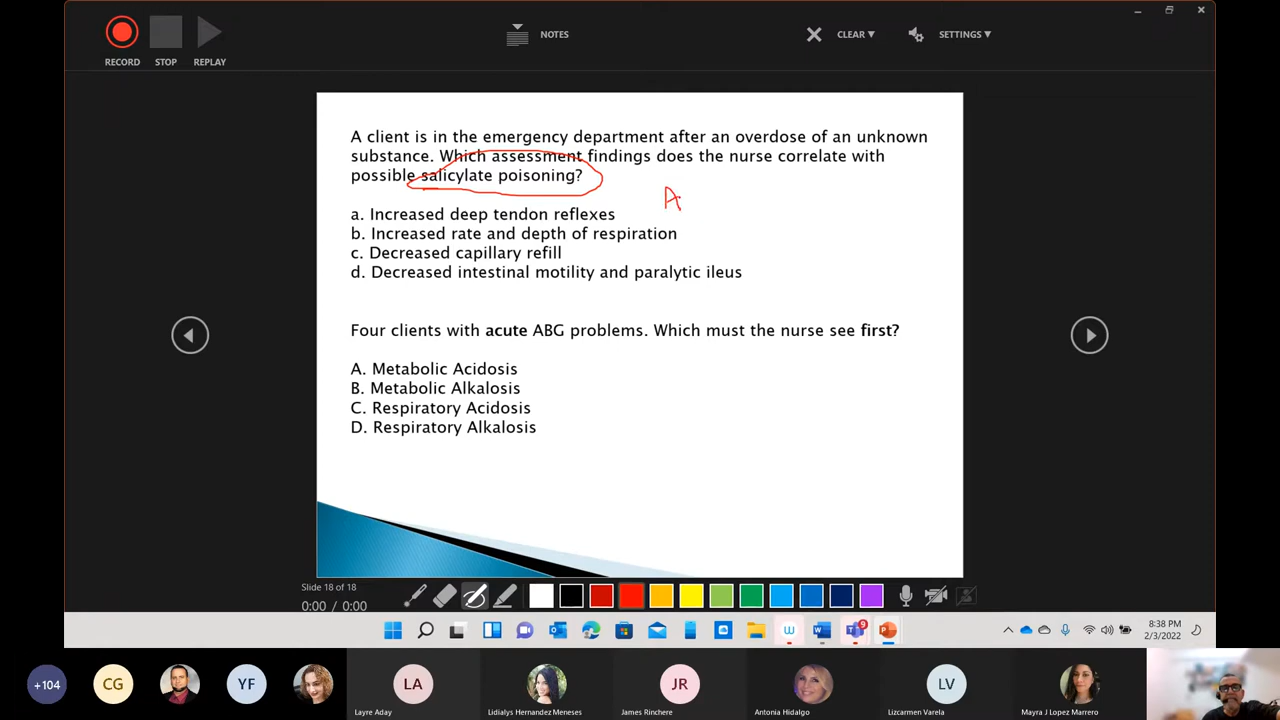 RECORD
STOP
REPLAY
NOTES
CLEAR
SETTINGS
A client is in the emergency department after an overdose of an unknown
substance. Which assessment findings does the nurse correlate with
possible salicylate poisoning?
A
a. Increased deep tendon reflexes
b. Increased rate and depth of respiration
c. Decreased capillary refill
d. Decreased intestinal motility and paralytic ileus
Four clients with acute ABG problems. Which must the nurse see first?
A. Metabolic Acidosis
B. Metabolic Alkalosis
C. Respiratory Acidosis
D. Respiratory Alkalosis
Slide 18 of 18
0:00 / 0:00
9
8:38 PM
2/3/2022
+104
CG
YF
LA
JR
LV
Layre Aday
Lidialys Hernandez Meneses
James Rinchere
Antonia Hidalgo
Lizcarmen Varela
Mayra J Lopez Marrero